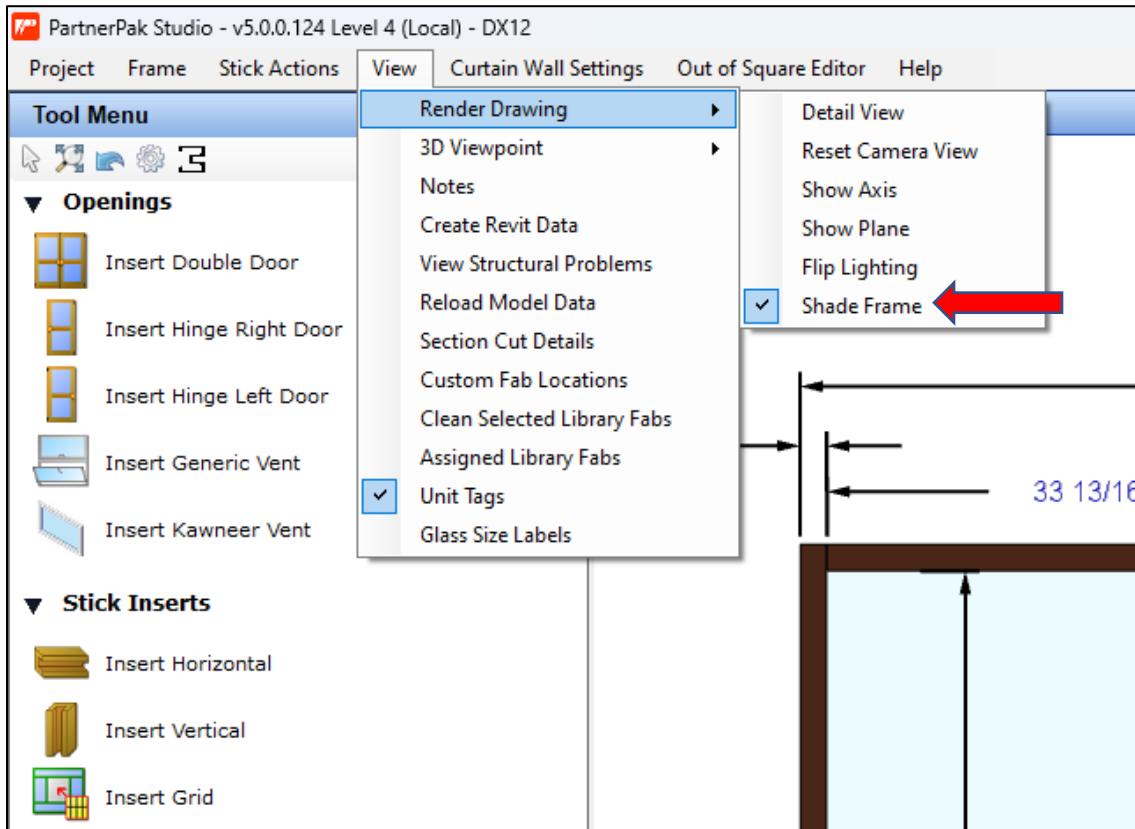 PartnerPak Studio - v5.0.0.124 Level 4 (Local) - DX12
Project Frame Stick Actions View Curtain Wall Settings Out of Square Editor Help
Tool Menu
Openings
Insert Double Door
Insert Hinge Right Door
Insert Hinge Left Door
Insert Generic Vent
Insert Kawneer Vent
Stick Inserts
Insert Horizontal
Insert Vertical
Insert Grid
Render Drawing
3D Viewpoint
Notes
Create Revit Data
View Structural Problems
Reload Model Data
Section Cut Details
Custom Fab Locations
Clean Selected Library Fabs
Assigned Library Fabs
Unit Tags
Glass Size Labels
Detail View
Reset Camera View
Show Axis
Show Plane
Flip Lighting
Shade Frame
33 13/16